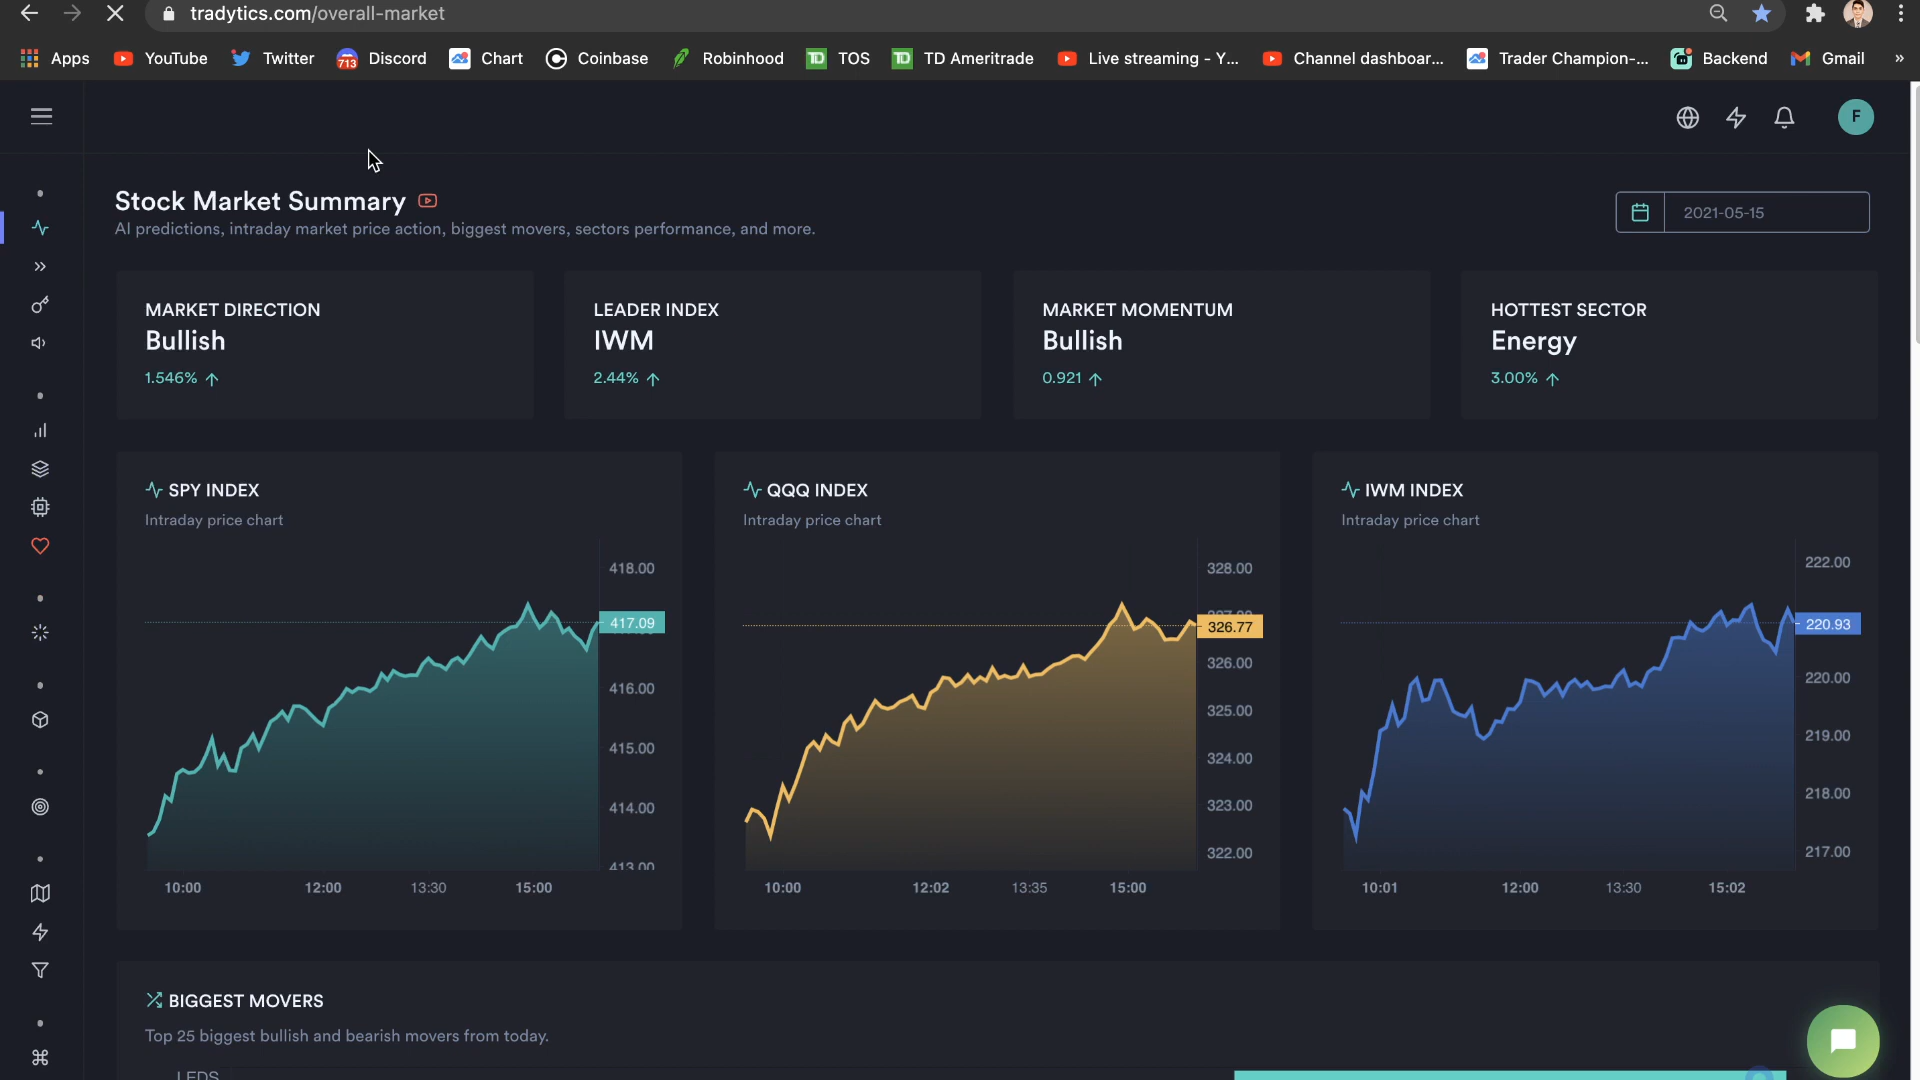 tradytics.com/overall-market
Apps YouTube Twitter 713 Discord Chart Coinbase Robinhood TD TOS TD TD Ameritrade Live streaming - Y... Channel dashboar... Trader Champion-... Backend Gmail »
F
Stock Market Summary
AI predictions, intraday market price action, biggest movers, sectors performance, and more.
2021-05-15
MARKET DIRECTION
Bullish
1.546%
LEADER INDEX
IWM
2.44%
MARKET MOMENTUM
Bullish
0.921
HOTTEST SECTOR
Energy
3.00%
SPY INDEX
Intraday price chart
418.00
417.09
416.00
415.00
414.00
413.00
10:00 12:00 13:30 15:00
QQQ INDEX
Intraday price chart
328.00
326.77
326.00
325.00
324.00
323.00
322.00
10:00 12:02 13:35 15:00
IWM INDEX
Intraday price chart
222.00
220.93
220.00
219.00
218.00
217.00
10:01 12:00 13:30 15:02
BIGGEST MOVERS
Top 25 biggest bullish and bearish movers from today.